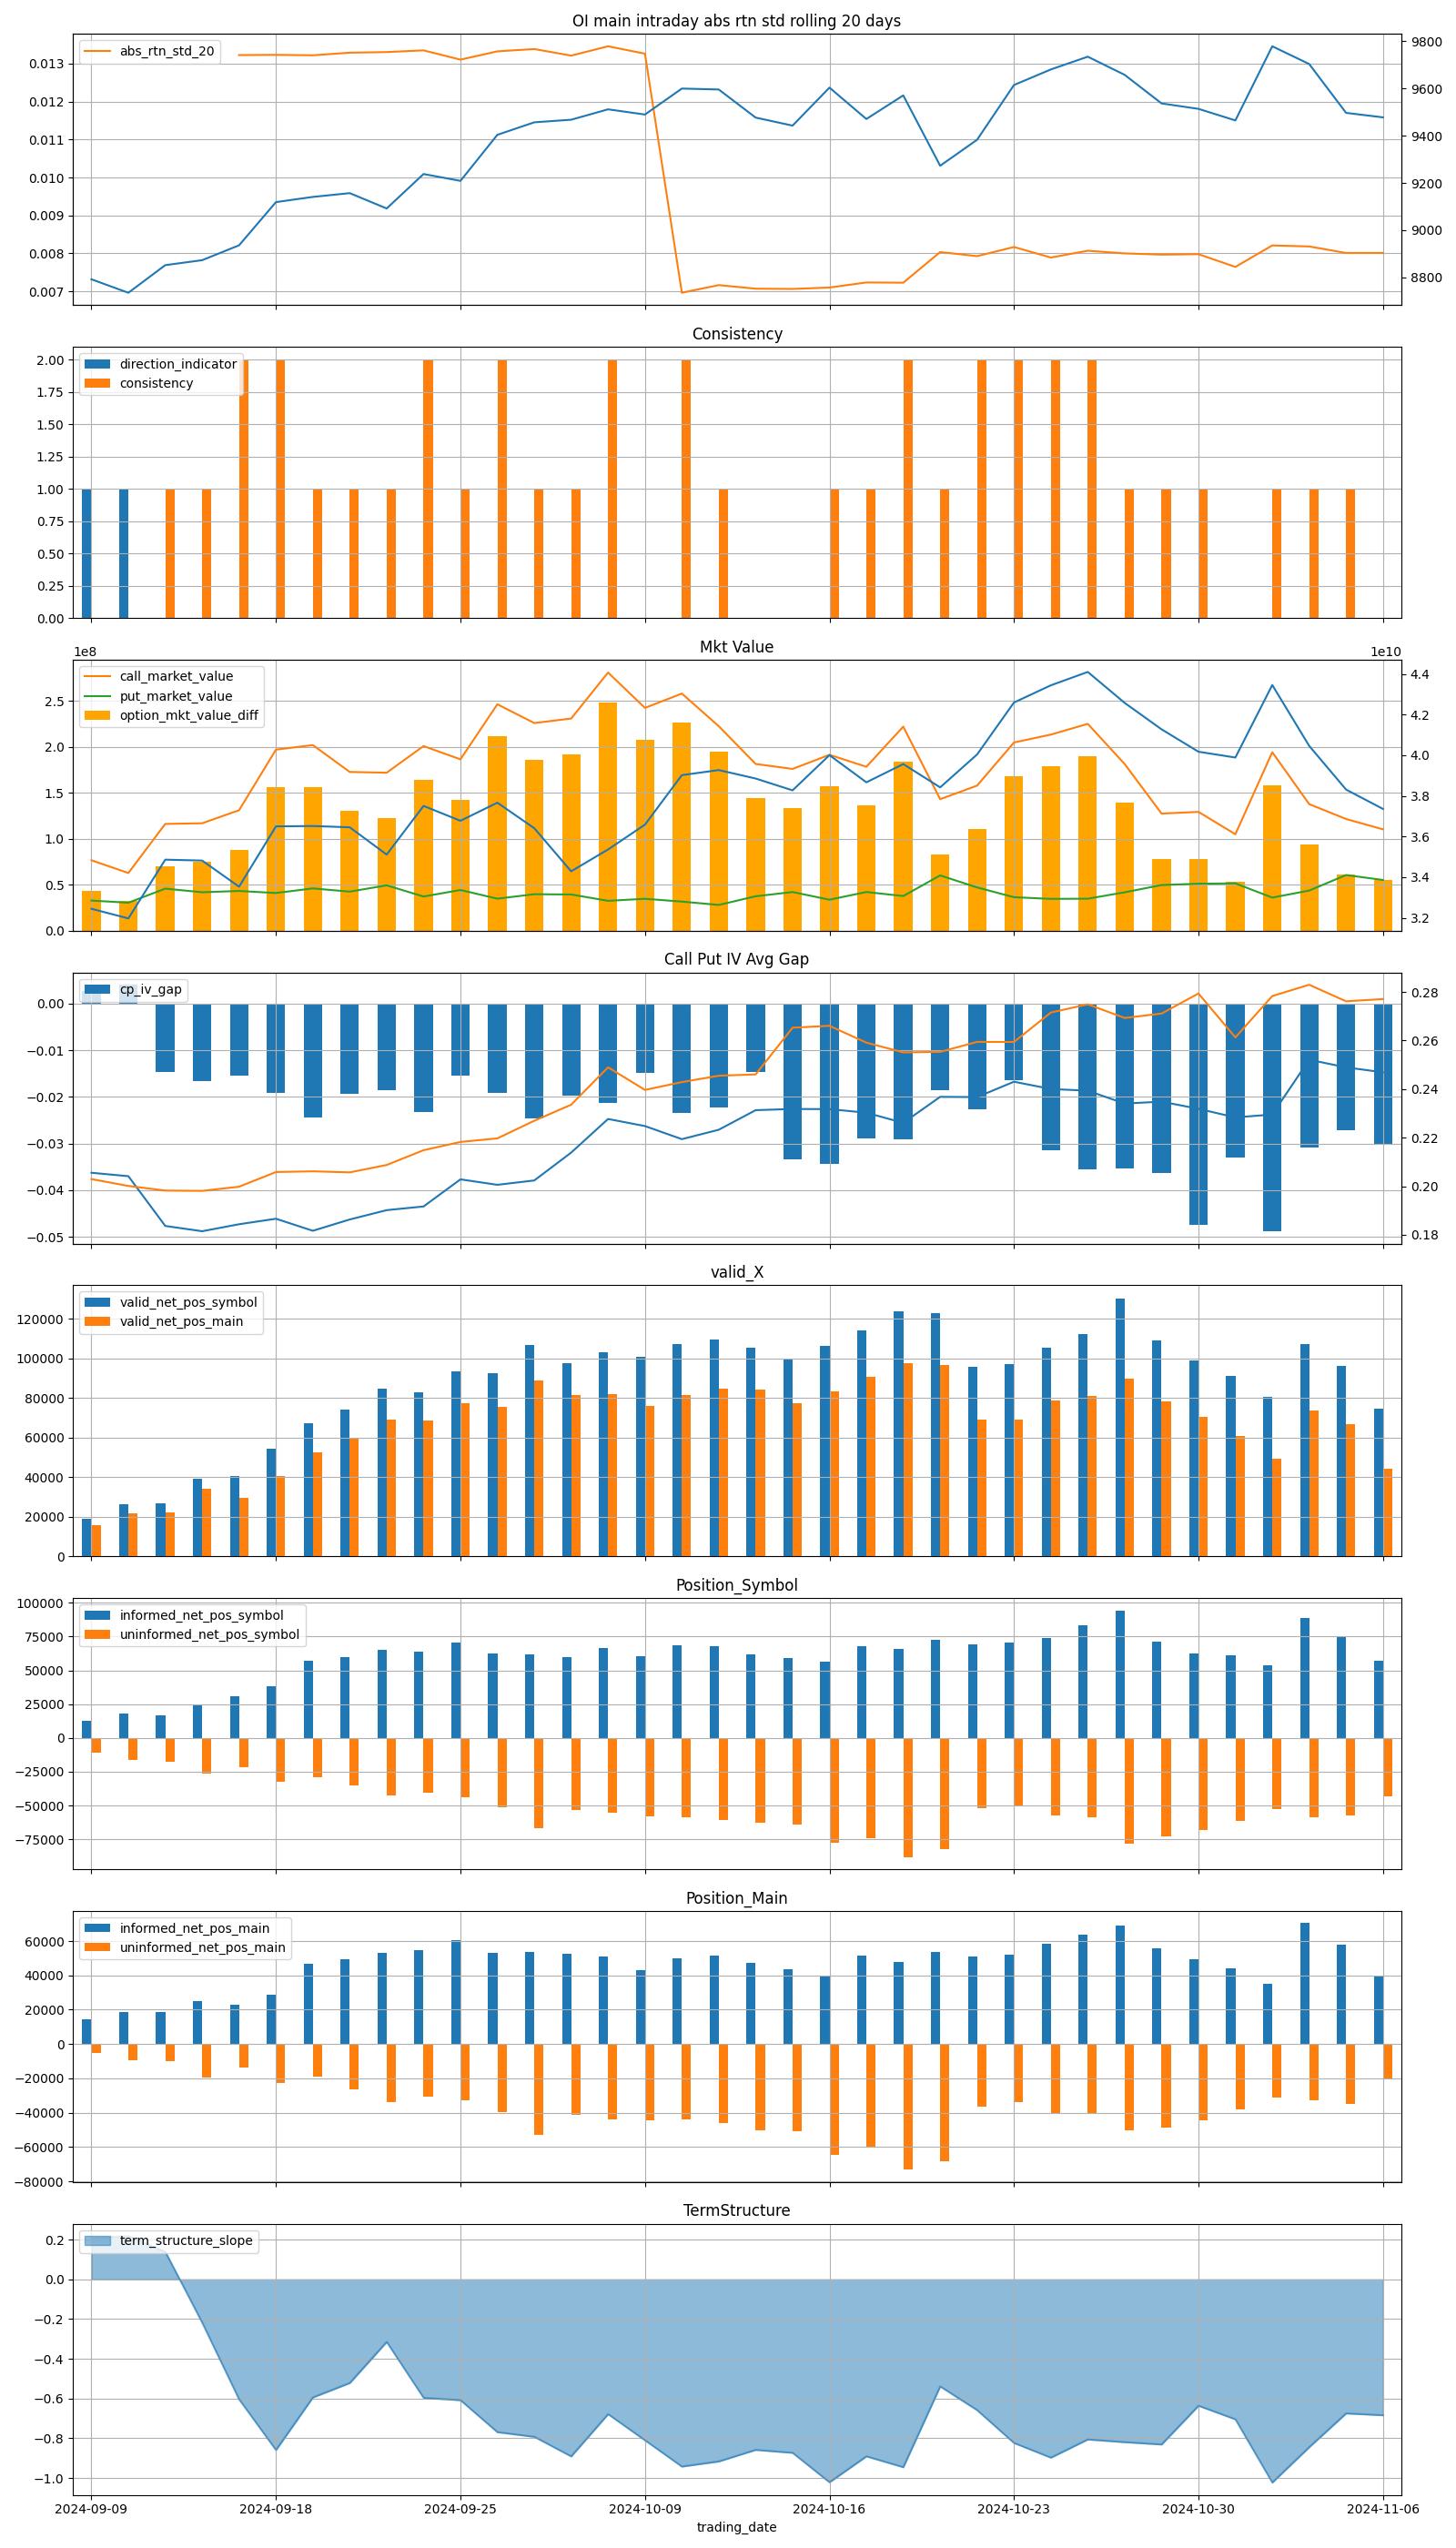 OI main intraday abs rtn std rolling 20 days
abs_rtn_std_20
0.013
0.012
0.011
0.010
0.009
0.008
0.007
9800
9600
9400
9200
9000
8800
Consistency
direction_indicator
consistency
2.00
1.75
1.50
1.25
1.00
0.75
0.50
0.25
0.00
Mkt Value
1e8
1e10
call_market_value
put_market_value
option_mkt_value_diff
2.5
2.0
1.5
1.0
0.5
0.0
4.4
4.2
4.0
3.8
3.6
3.4
3.2
Call Put IV Avg Gap
cp_iv_gap
0.00
−0.01
−0.02
−0.03
−0.04
−0.05
0.28
0.26
0.24
0.22
0.20
0.18
valid_X
valid_net_pos_symbol
valid_net_pos_main
120000
100000
80000
60000
40000
20000
0
Position_Symbol
informed_net_pos_symbol
uninformed_net_pos_symbol
100000
75000
50000
25000
0
−25000
−50000
−75000
Position_Main
informed_net_pos_main
uninformed_net_pos_main
60000
40000
20000
0
−20000
−40000
−60000
−80000
TermStructure
term_structure_slope
0.2
0.0
−0.2
−0.4
−0.6
−0.8
−1.0
2024-09-09 2024-09-18 2024-09-25 2024-10-09 2024-10-16 2024-10-23 2024-10-30 2024-11-06
trading_date